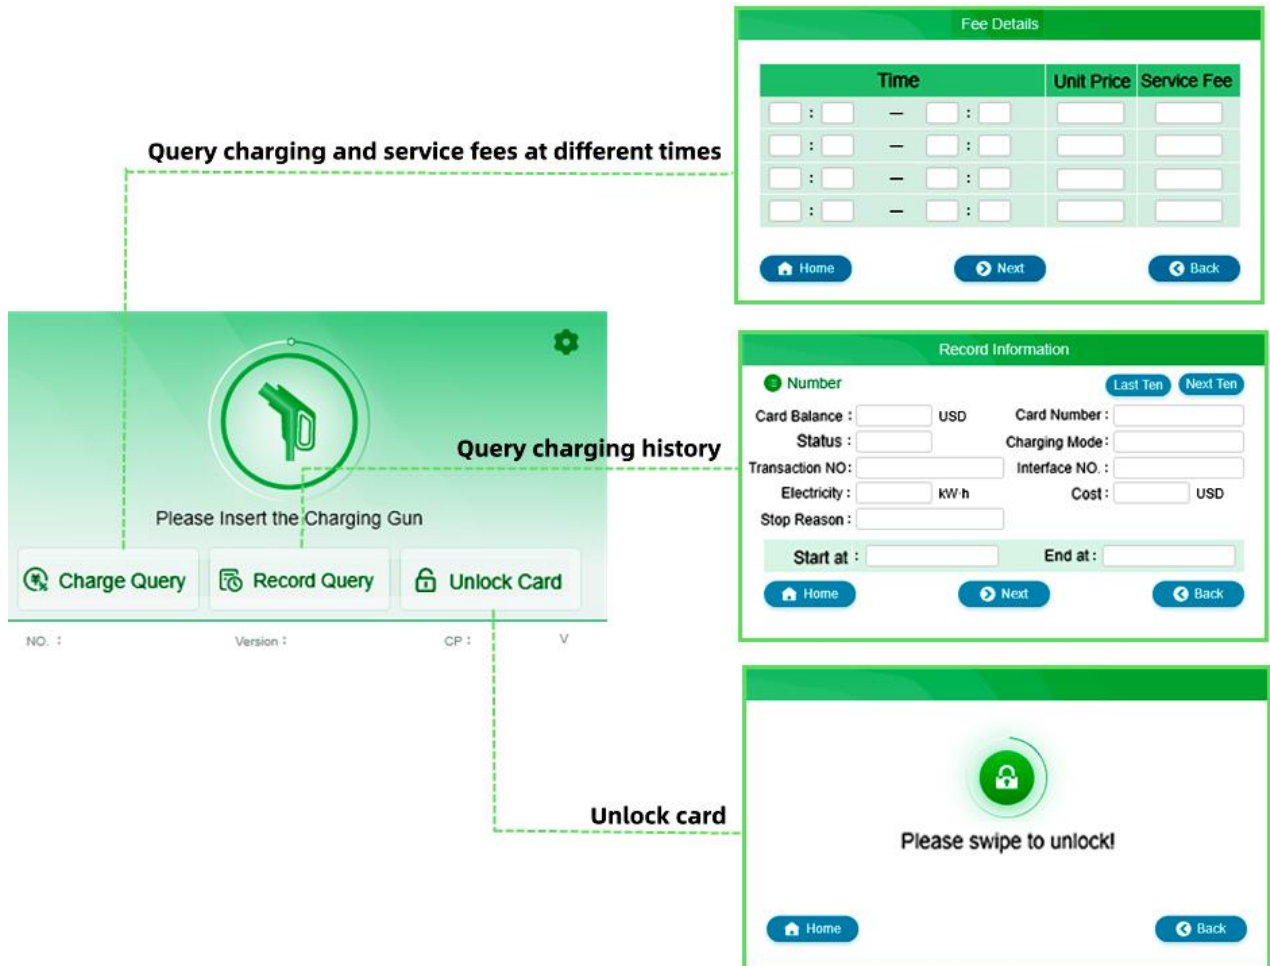 Fee Details
Time Unit Price Service Fee
: — :
: — :
: — :
: — :
Home Next Back
Query charging and service fees at different times
Please Insert the Charging Gun
Charge Query Record Query Unlock Card
NO. : Version : CP : V
Query charging history
Record Information
Number Last Ten Next Ten
Card Balance : USD Card Number :
Status : Charging Mode :
Transaction NO: Interface NO. :
Electricity : kW·h Cost : USD
Stop Reason :
Start at : End at :
Home Next Back
Unlock card
Please swipe to unlock!
Home Back